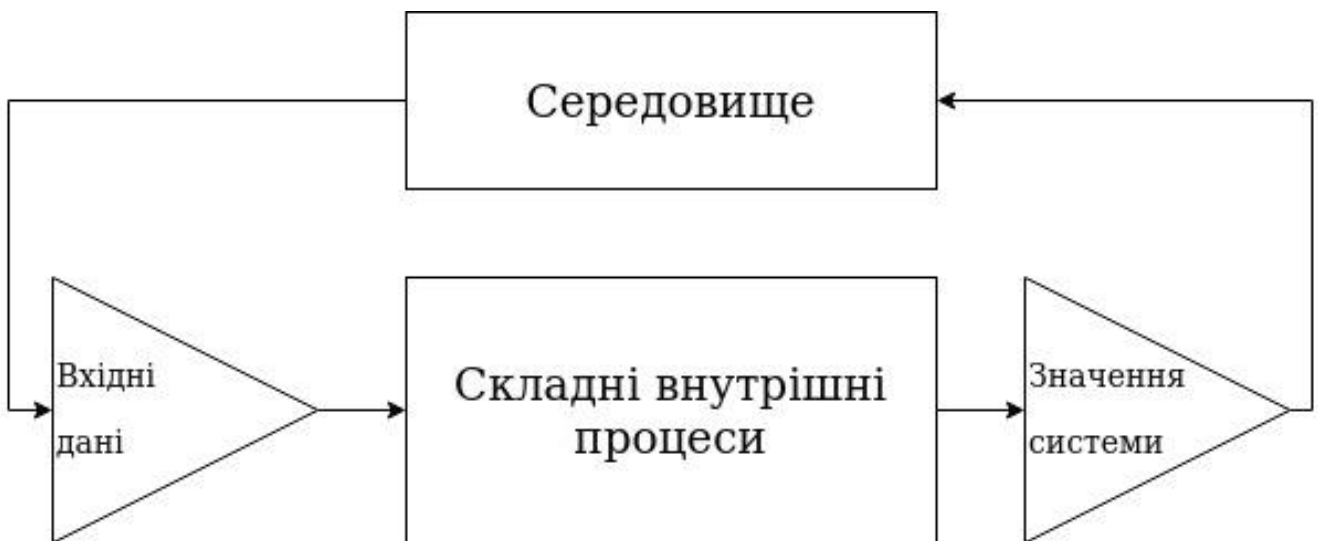 Середовище
Вхідні
дані
Складні внутрішні
процеси
Значення
системи